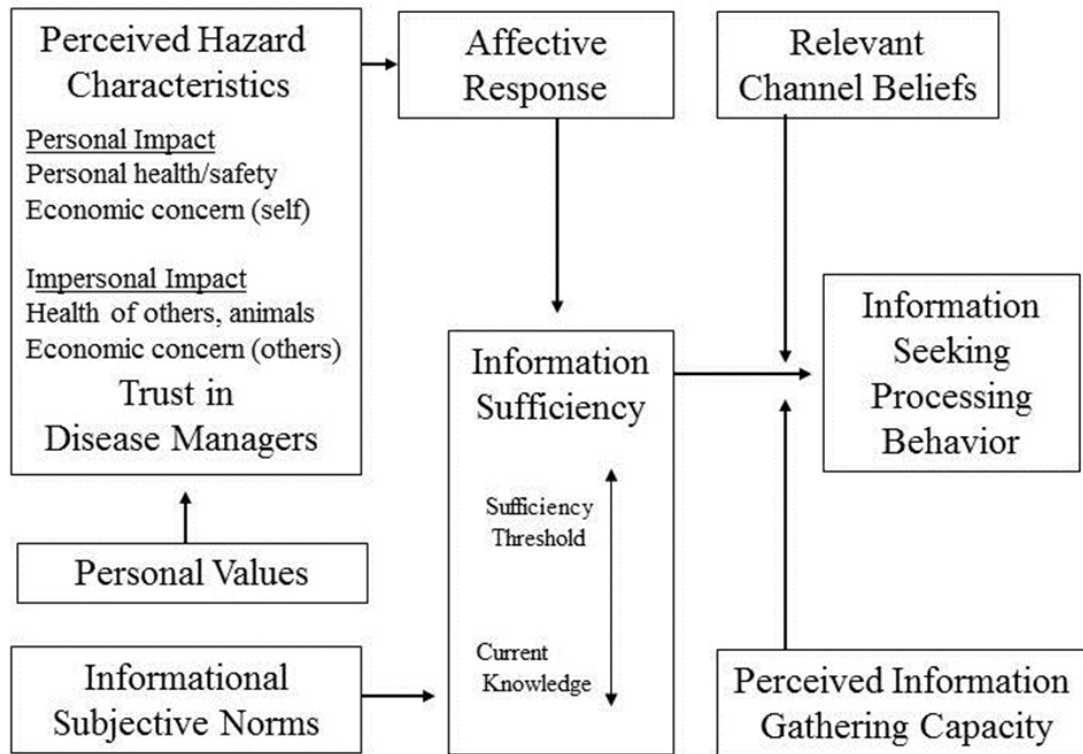 Perceived Hazard
Characteristics
Personal Impact
Personal health/safety
Economic concern (self)
Impersonal Impact
Health of others, animals
Economic concern (others)
Trust in
Disease Managers
Affective
Response
Relevant
Channel Beliefs
Information
Sufficiency
Sufficiency
Threshold
Current
Knowledge
Information
Seeking
Processing
Behavior
Personal Values
Informational
Subjective Norms
Perceived Information
Gathering Capacity